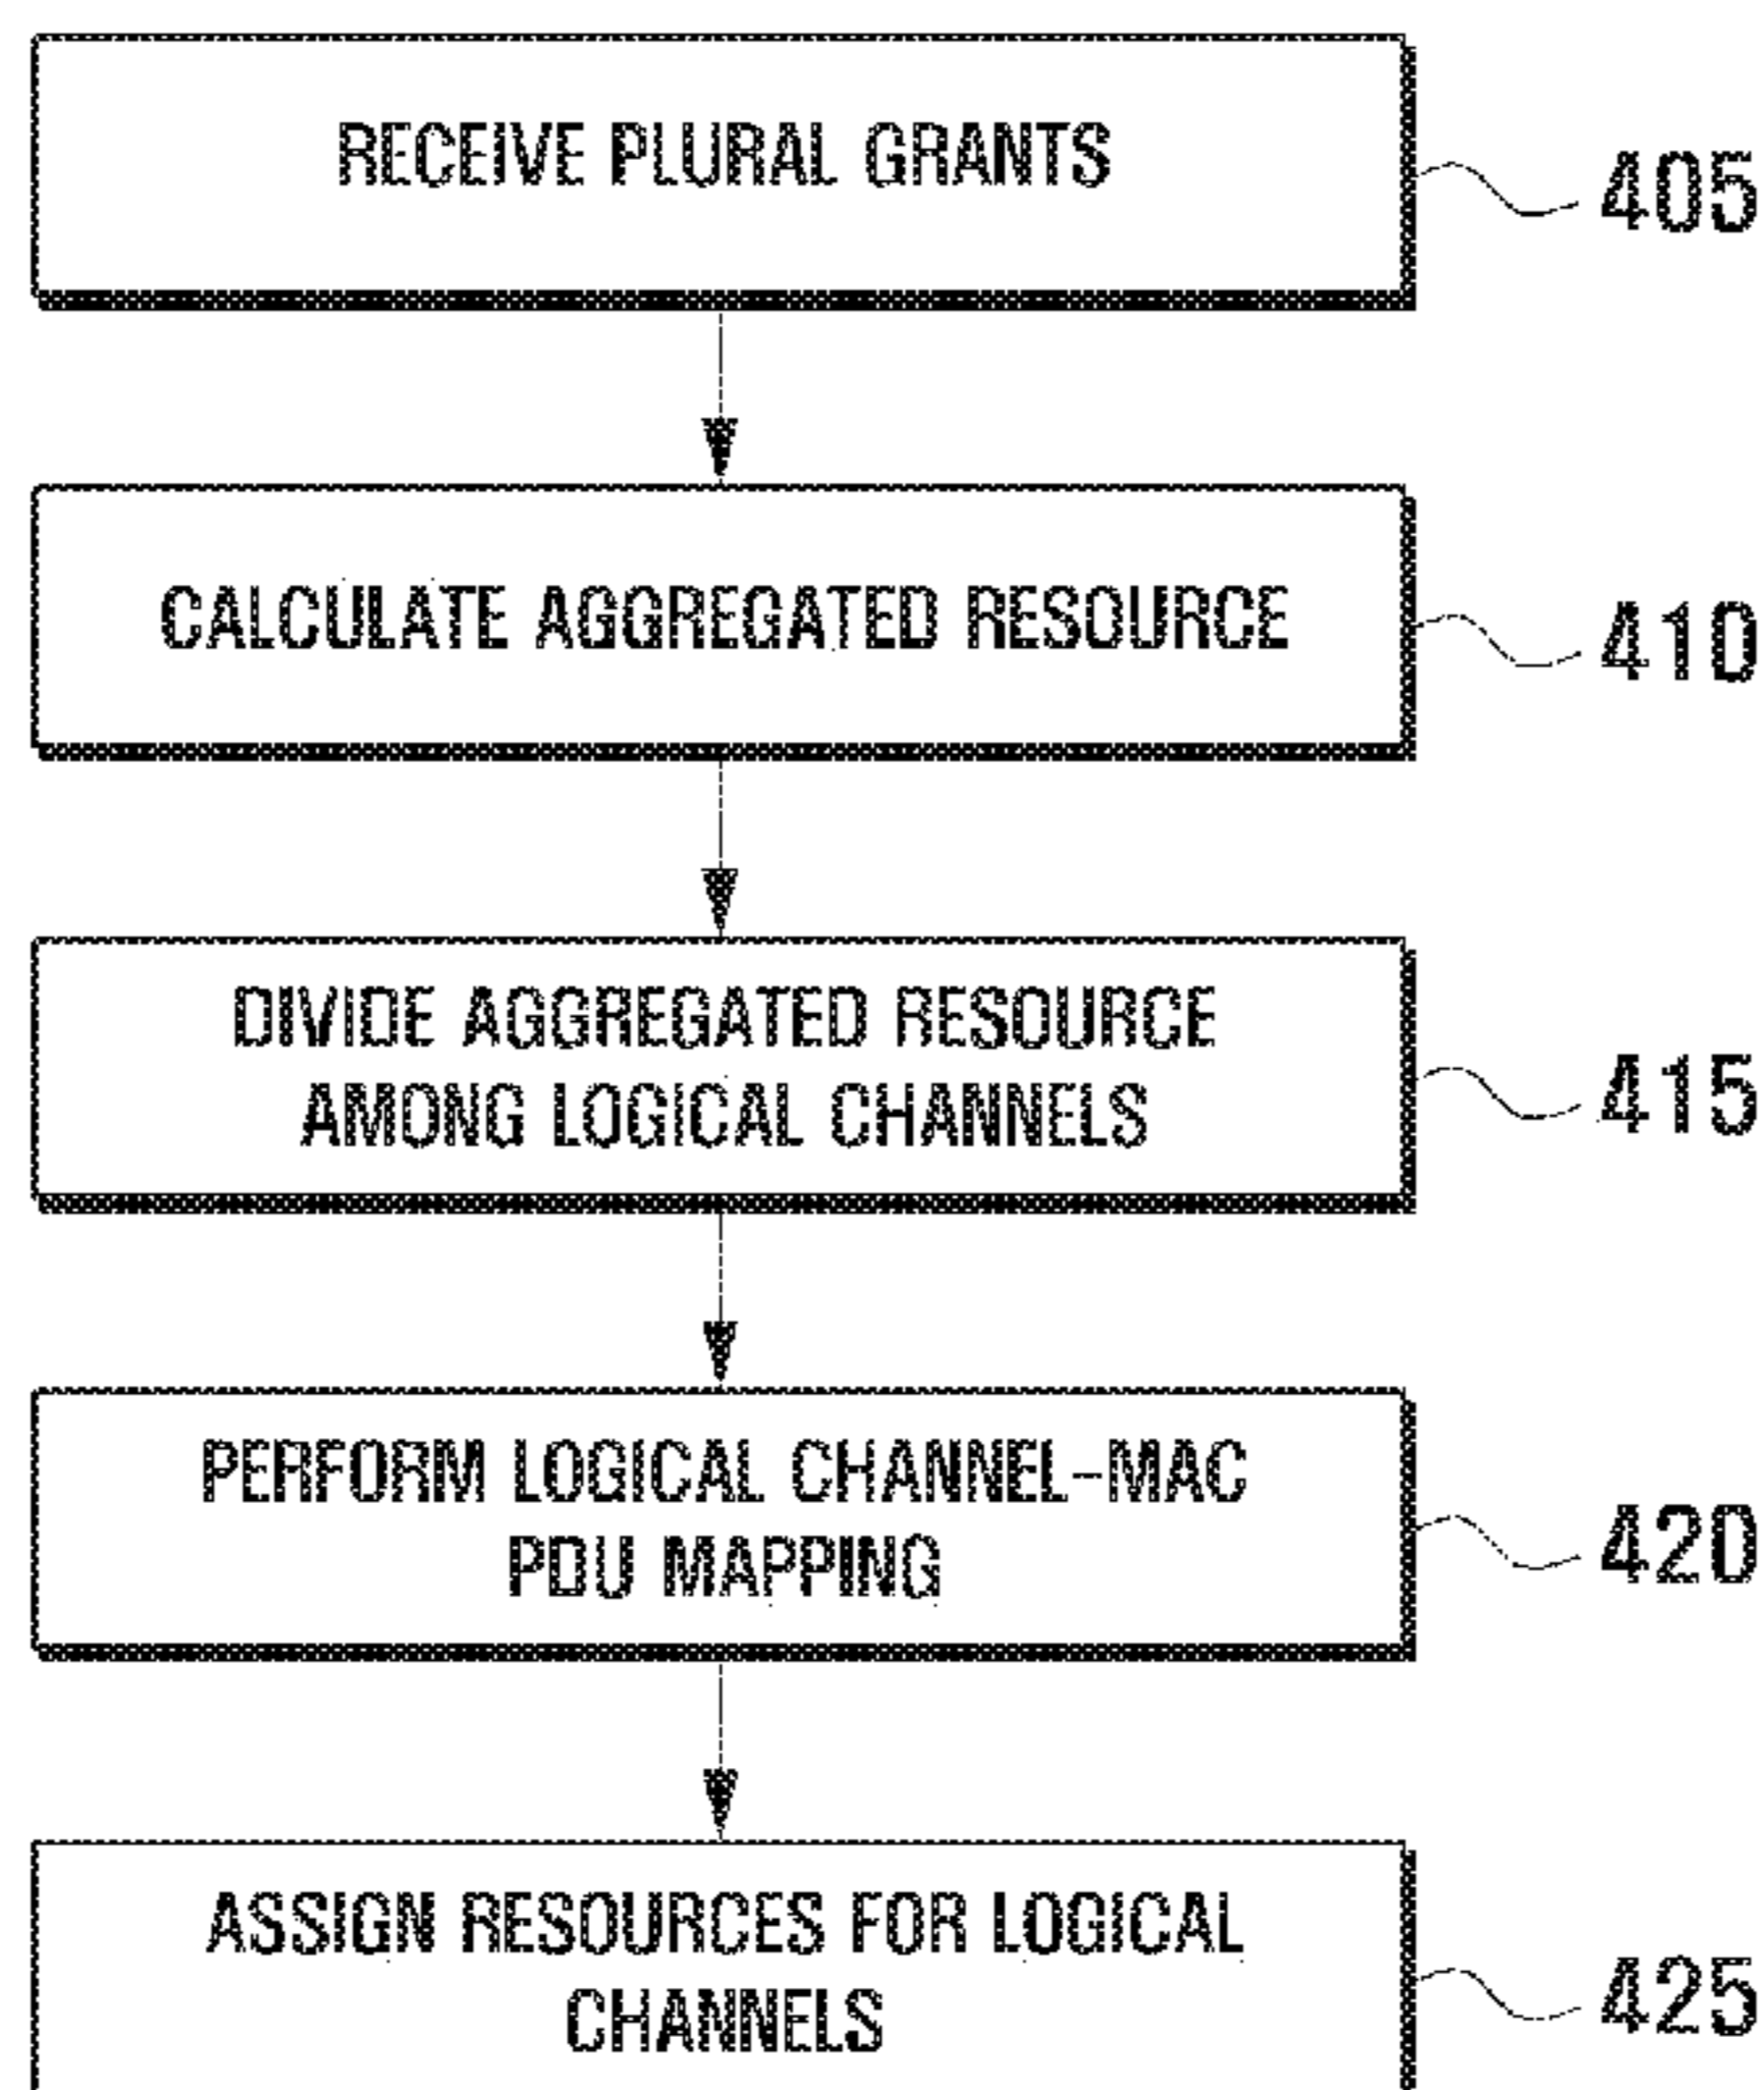 RECEIVE PLURAL GRANTS
405
CALCULATE AGGREGATED RESOURCE
410
DIVIDE AGGREGATED RESOURCE
AMONG LOGICAL CHANNELS
415
PERFORM LOGICAL CHANNEL-MAC
PDU MAPPING
420
ASSIGN RESOURCES FOR LOGICAL
CHANNELS
425